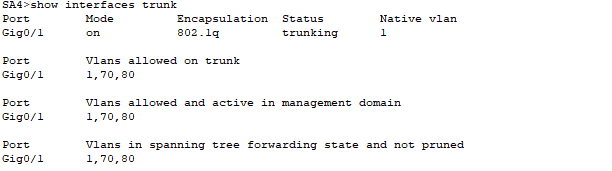 SA4>show interfaces trunk
Port        Mode         Encapsulation  Status        Native vlan
Gig0/1      on           802.1q         trunking      1
Port        Vlans allowed on trunk
Gig0/1      1,70,80
Port        Vlans allowed and active in management domain
Gig0/1      1,70,80
Port        Vlans in spanning tree forwarding state and not pruned
Gig0/1      1,70,80